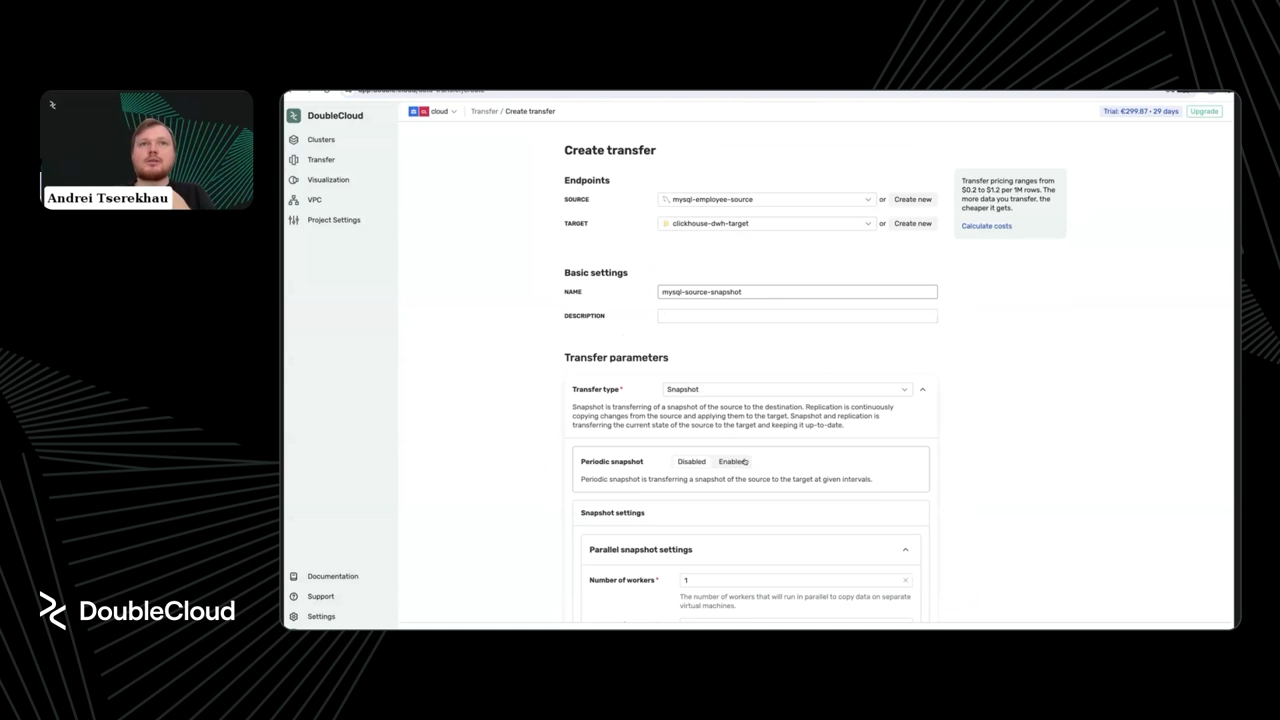 Andrei Tserekhau
DoubleCloud
DoubleCloud
Clusters
Transfer
Visualization
VPC
Project Settings
Documentation
Support
Settings
cloud
Transfer / Create transfer
Trial: €299.87 • 29 days
Upgrade
Create transfer
Endpoints
SOURCE
mysql-employee-source
or
Create new
TARGET
clickhouse-dwh-target
or
Create new
Transfer pricing ranges from
$0.2 to $1.2 per 1M rows. The
more data you transfer, the
cheaper it gets.
Calculate costs
Basic settings
NAME
mysql-source-snapshot
DESCRIPTION
Transfer parameters
Transfer type*
Snapshot
Snapshot is transferring of a snapshot of the source to the destination. Replication is continuously
copying changes from the source and applying them to the target. Snapshot and replication is
transferring the current state of the source to the target and keeping it up-to-date.
Periodic snapshot
Disabled
Enabled
Periodic snapshot is transferring a snapshot of the source to the target at given intervals.
Snapshot settings
Parallel snapshot settings
Number of workers*
1
The number of workers that will run in parallel to copy data on separate
virtual machines.